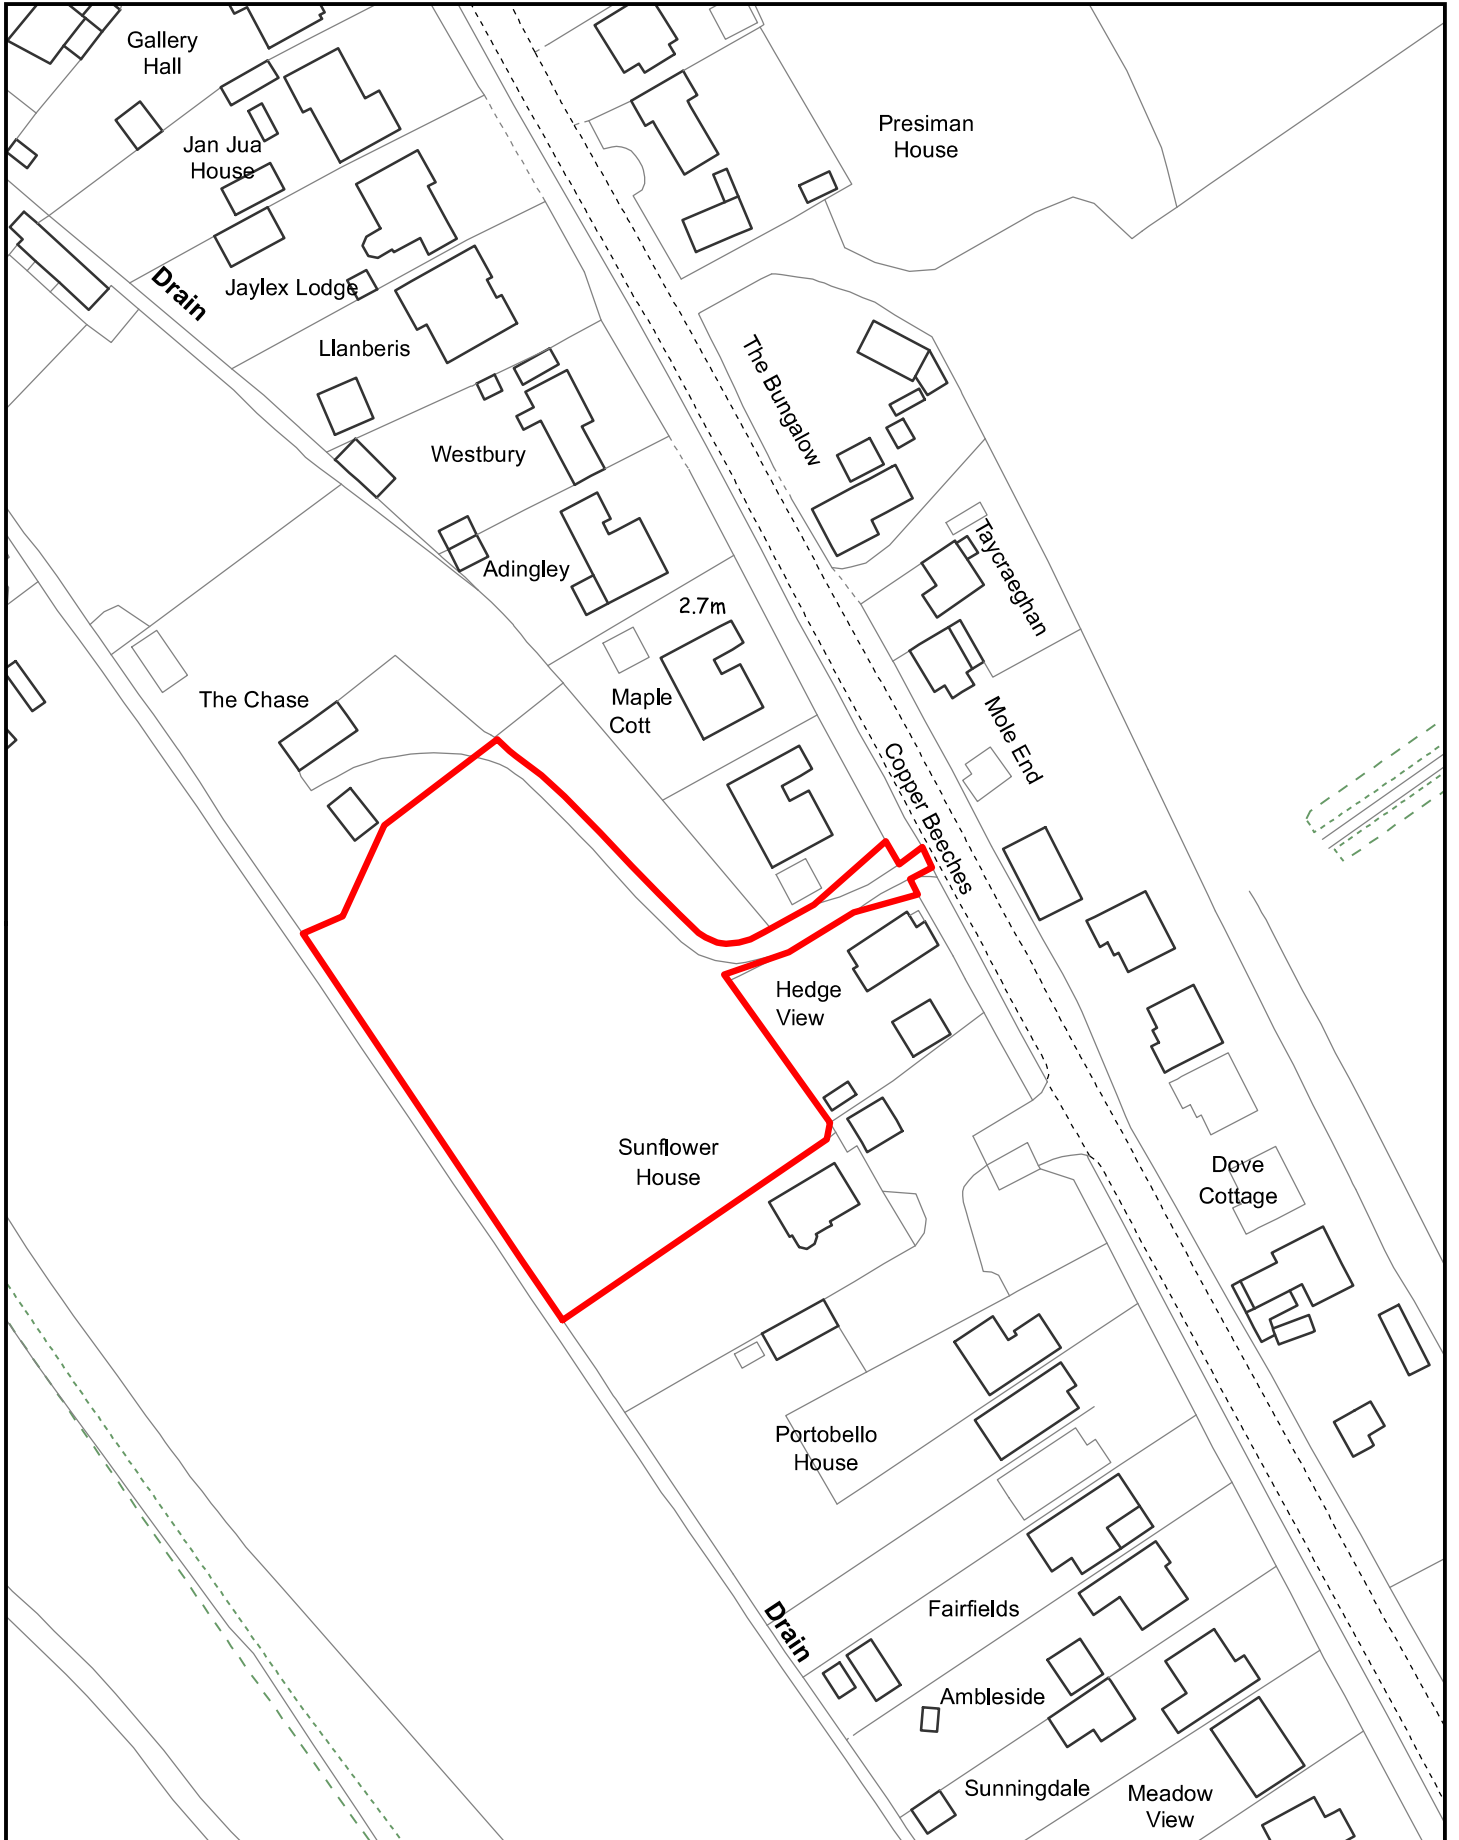 Gallery
Hall
Jan Jua
House
Presiman
House
Drain
Jaylex Lodge
Llanberis
The Bungalow
Westbury
Adingley
Taycraeghan
2.7m
The Chase
Maple
Cott
Mole End
Copper Beeches
Hedge
View
Sunflower
House
Dove
Cottage
Portobello
House
Drain
Fairfields
Ambleside
Sunningdale
Meadow
View